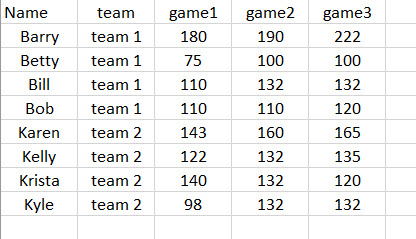 Name team game1 game2 game3
Barry team 1 180 190 222
Betty team 1 75 100 100
Bill team 1 110 132 132
Bob team 1 110 110 120
Karen team 2 143 160 165
Kelly team 2 122 132 135
Krista team 2 140 132 120
Kyle team 2 98 132 132